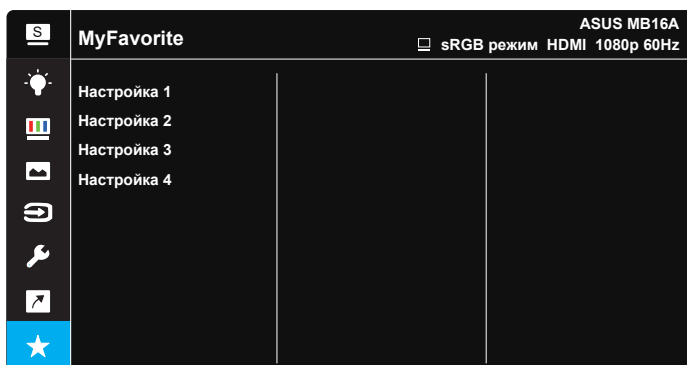 S
MyFavorite
ASUS MB16A
sRGB режим HDMI 1080p 60Hz
Настройка 1
Настройка 2
Настройка 3
Настройка 4